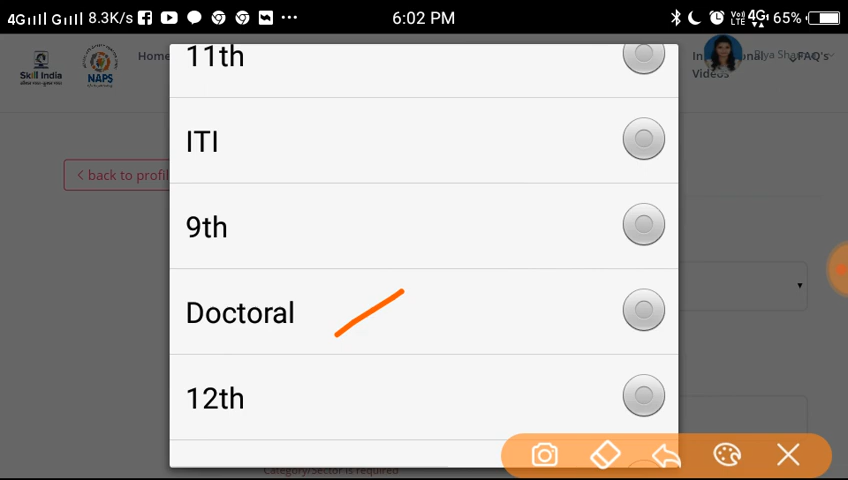 4G G 8.3K/s 6:02 PM VoLTE 4G 65%
Skill India
NAPS
Home
FAQ's
Videos
< back to profil
11th
ITI
9th
Doctoral
12th
Category/Sector is required